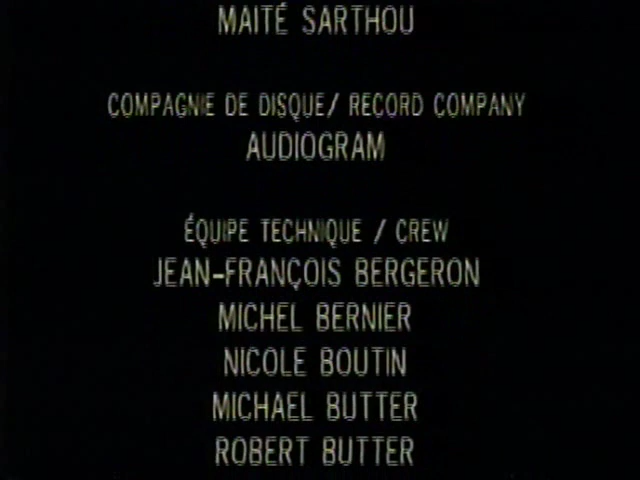 MAITÉ SARTHOU
COMPAGNIE DE DISQUE/ RECORD COMPANY
AUDIOGRAM
ÉQUIPE TECHNIQUE / CREW
JEAN-FRANÇOIS BERGERON
MICHEL BERNIER
NICOLE BOUTIN
MICHAEL BUTTER
ROBERT BUTTER